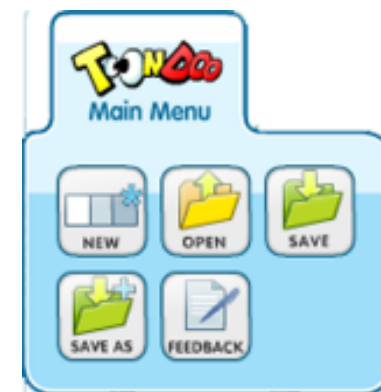 TOONDOO
Main Menu
NEW OPEN SAVE
SAVE AS FEEDBACK